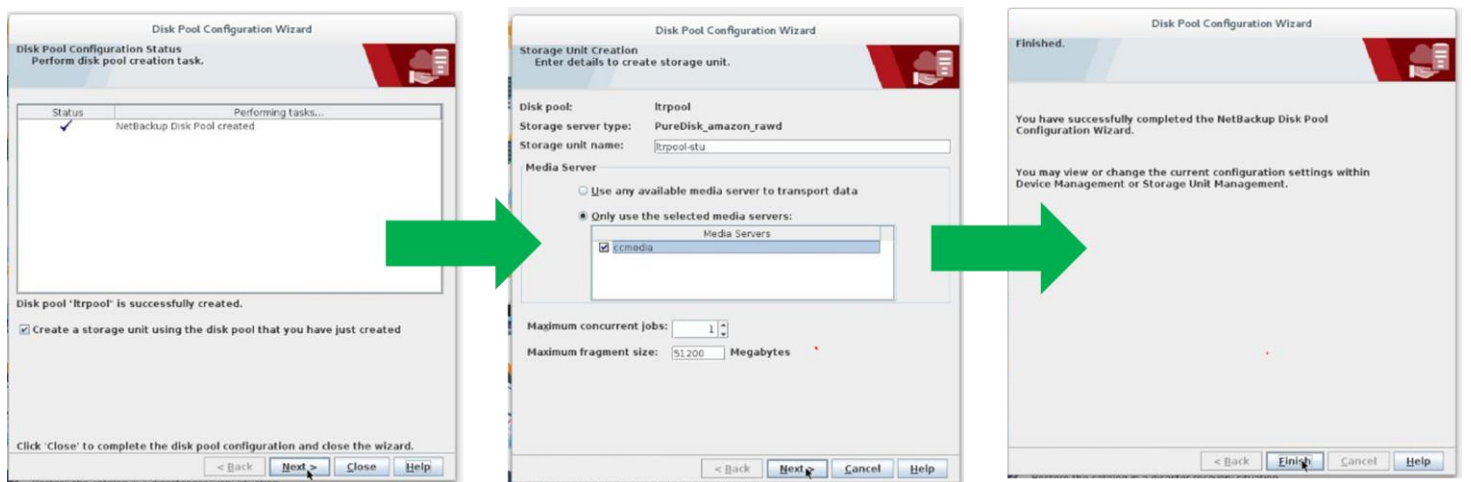 Disk Pool Configuration Wizard
Disk Pool Configuration Status
Perform disk pool creation task.
Status Performing tasks...
NetBackup Disk Pool created
Disk pool "ltrpool" is successfully created.
Create a storage unit using the disk pool that you have just created
Click 'Close' to complete the disk pool configuration and close the wizard.
< Back Next > Close Help
Disk Pool Configuration Wizard
Storage Unit Creation
Enter details to create storage unit.
Disk pool: ltrpool
Storage server type: PureDisk_amazon_rawd
Storage unit name: ltrpool-stu
Media Server
Use any available media server to transport data
Only use the selected media servers:
Media Servers
ccmedia
Maximum concurrent jobs: 1
Maximum fragment size: 51200 Megabytes
< Back Next > Cancel Help
Disk Pool Configuration Wizard
Finished.
You have successfully completed the NetBackup Disk Pool
Configuration Wizard.
You may view or change the current configuration settings within
Device Management or Storage Unit Management.
< Back Finish Cancel Help